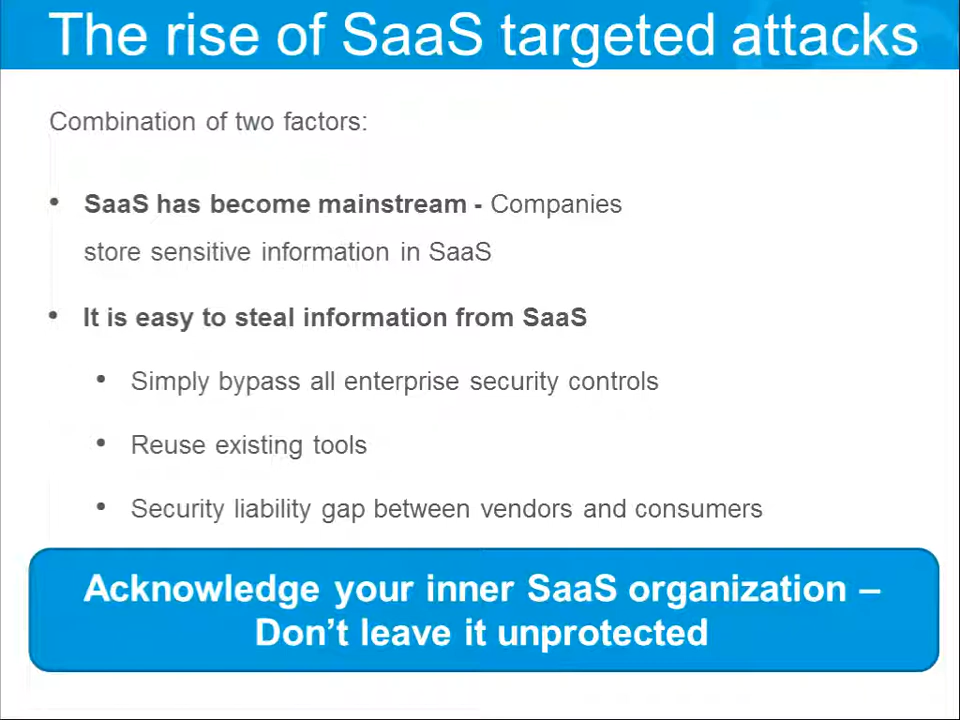 The rise of SaaS targeted attacks
Combination of two factors:
• SaaS has become mainstream - Companies
store sensitive information in SaaS
• It is easy to steal information from SaaS
• Simply bypass all enterprise security controls
• Reuse existing tools
• Security liability gap between vendors and consumers
Acknowledge your inner SaaS organization –
Don’t leave it unprotected